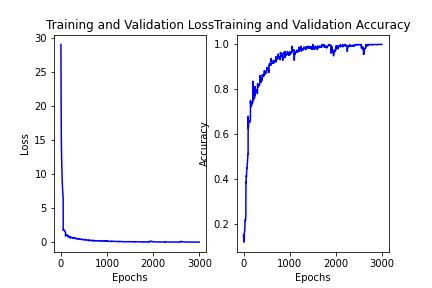 Training and Validation Loss
30
25
20
15
10
5
0
Loss
0 1000 2000 3000
Epochs
Training and Validation Accuracy
1.0
0.8
0.6
0.4
0.2
Accuracy
0 1000 2000 3000
Epochs